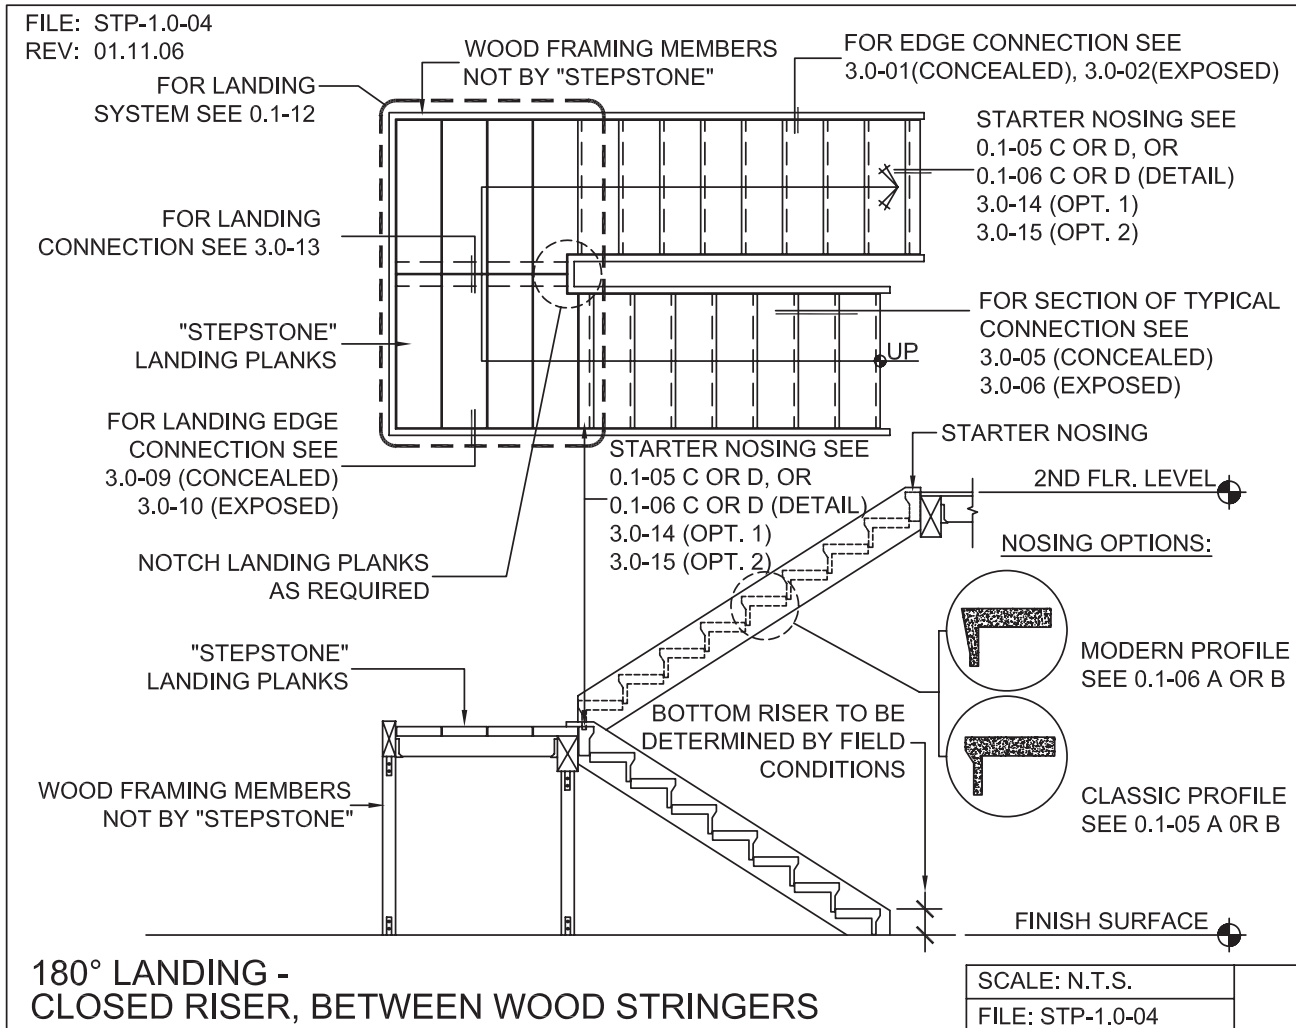 FILE: STP-1.0-04
REV: 01.11.06
WOOD FRAMING MEMBERS
NOT BY "STEPSTONE"
FOR EDGE CONNECTION SEE
3.0-01(CONCEALED), 3.0-02(EXPOSED)
FOR LANDING
SYSTEM SEE 0.1-12
STARTER NOSING SEE
0.1-05 C OR D, OR
0.1-06 C OR D (DETAIL)
3.0-14 (OPT. 1)
3.0-15 (OPT. 2)
FOR LANDING
CONNECTION SEE 3.0-13
"STEPSTONE"
LANDING PLANKS
FOR SECTION OF TYPICAL
CONNECTION SEE
3.0-05 (CONCEALED)
3.0-06 (EXPOSED)
UP
FOR LANDING EDGE
CONNECTION SEE
3.0-09 (CONCEALED)
3.0-10 (EXPOSED)
STARTER NOSING SEE
0.1-05 C OR D, OR
0.1-06 C OR D (DETAIL)
3.0-14 (OPT. 1)
3.0-15 (OPT. 2)
STARTER NOSING
2ND FLR. LEVEL
NOTCH LANDING PLANKS
AS REQUIRED
NOSING OPTIONS:
"STEPSTONE"
LANDING PLANKS
MODERN PROFILE
SEE 0.1-06 A OR B
BOTTOM RISER TO BE
DETERMINED BY FIELD
CONDITIONS
WOOD FRAMING MEMBERS
NOT BY "STEPSTONE"
CLASSIC PROFILE
SEE 0.1-05 A 0R B
FINISH SURFACE
180° LANDING -
CLOSED RISER, BETWEEN WOOD STRINGERS
SCALE: N.T.S.
FILE: STP-1.0-04